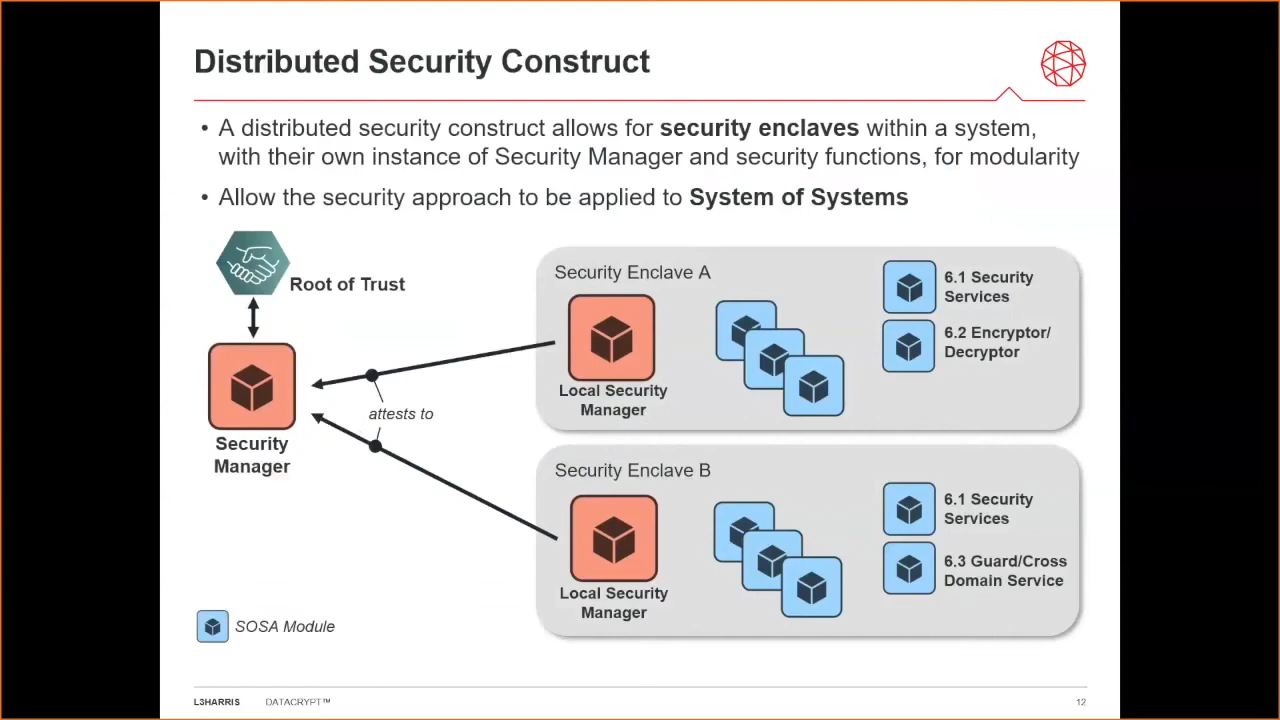 Distributed Security Construct
• A distributed security construct allows for security enclaves within a system,
with their own instance of Security Manager and security functions, for modularity
• Allow the security approach to be applied to System of Systems
Root of Trust
Security
Manager
attests to
Security Enclave A
Local Security
Manager
6.1 Security
Services
6.2 Encryptor/
Decryptor
Security Enclave B
Local Security
Manager
6.1 Security
Services
6.3 Guard/Cross
Domain Service
SOSA Module
L3HARRIS DATACRYPT™ 12